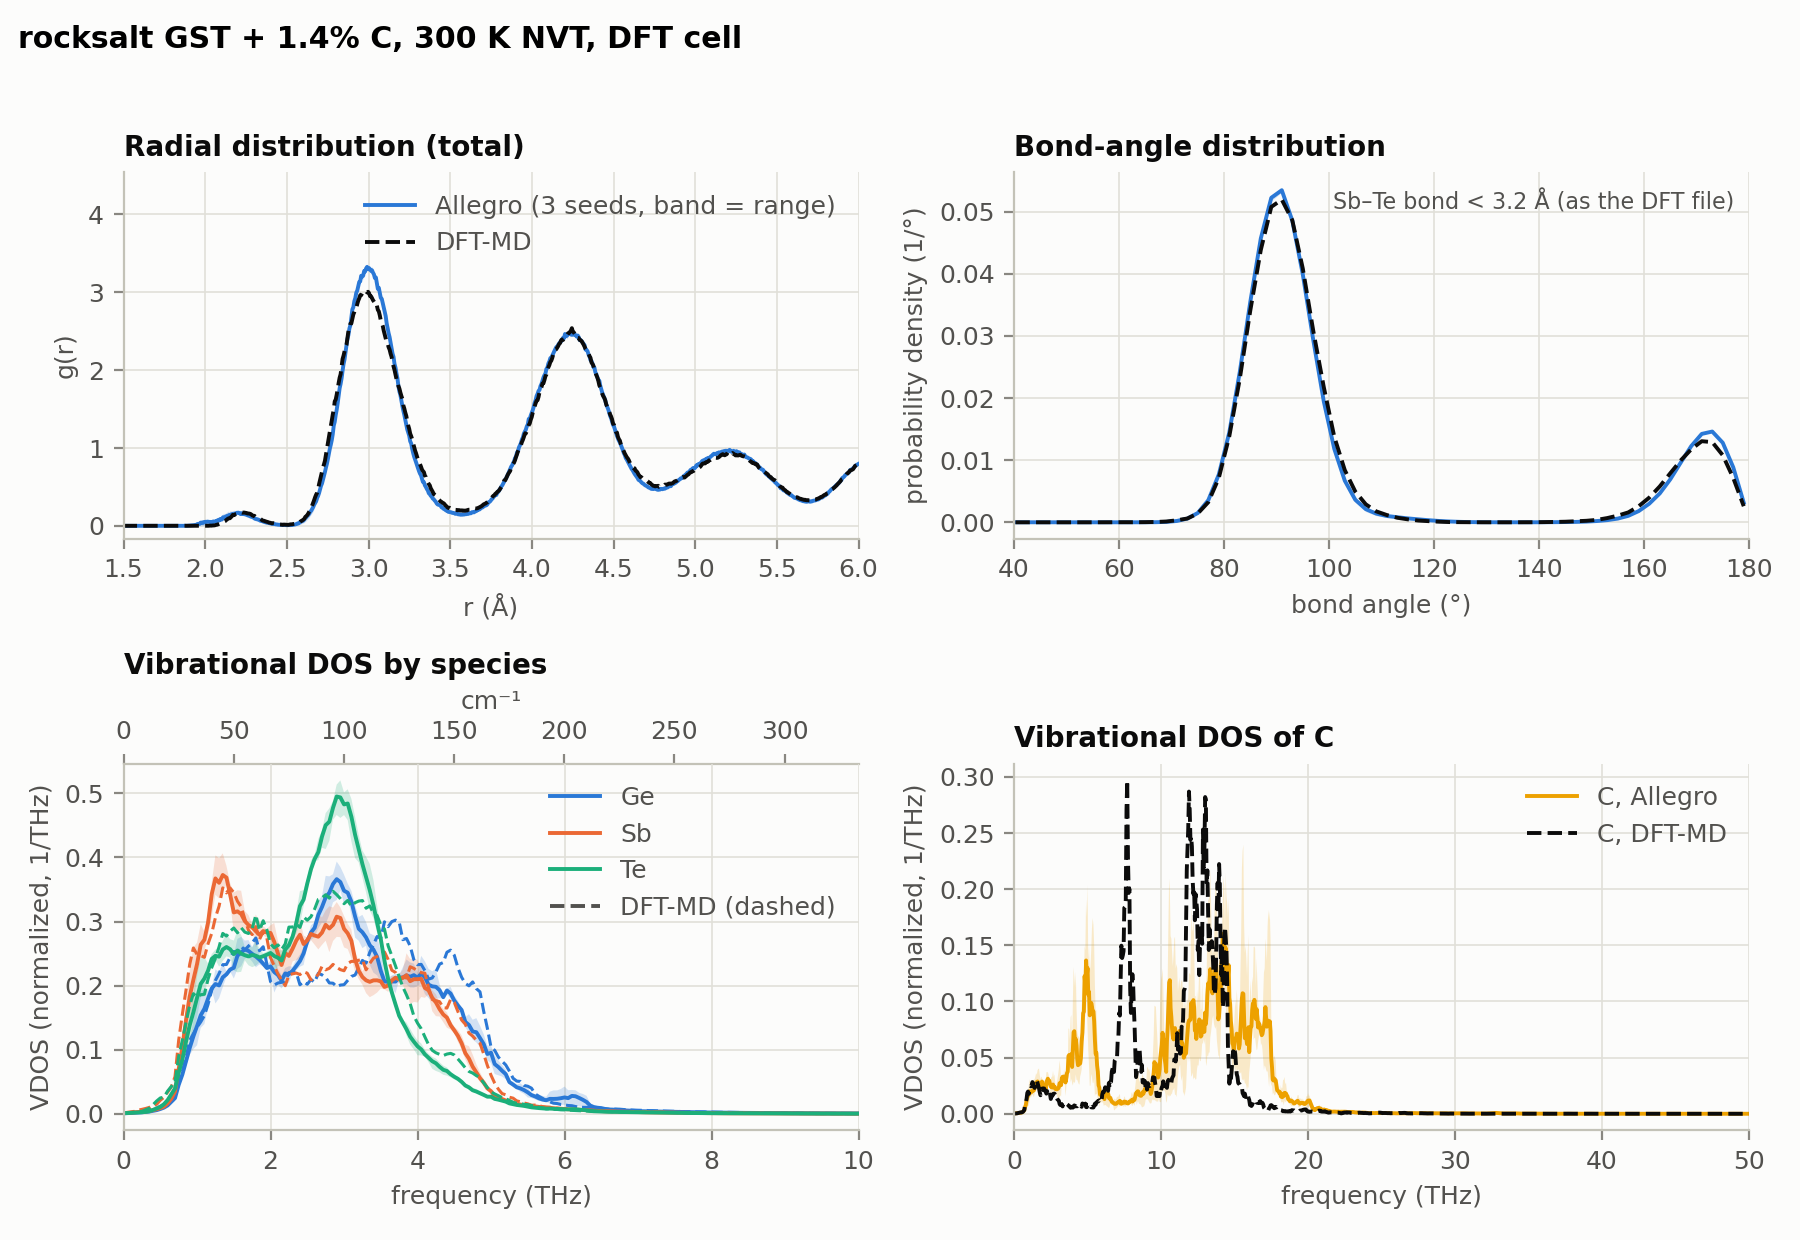 rocksalt GST + 1.4% C, 300 K NVT, DFT cell
Radial distribution (total)
g(r)
4
3
2
1
0
Allegro (3 seeds, band = range)
DFT-MD
1.5 2.0 2.5 3.0 3.5 4.0 4.5 5.0 5.5 6.0
r (Å)
Bond-angle distribution
probability density (1/°)
0.05
0.04
0.03
0.02
0.01
0.00
Sb–Te bond < 3.2 Å (as the DFT file)
40 60 80 100 120 140 160 180
bond angle (°)
Vibrational DOS by species
cm⁻¹
0 50 100 150 200 250 300
VDOS (normalized, 1/THz)
0.5
0.4
0.3
0.2
0.1
0.0
Ge
Sb
Te
DFT-MD (dashed)
0 2 4 6 8 10
frequency (THz)
Vibrational DOS of C
VDOS (normalized, 1/THz)
0.30
0.25
0.20
0.15
0.10
0.05
0.00
C, Allegro
C, DFT-MD
0 10 20 30 40 50
frequency (THz)